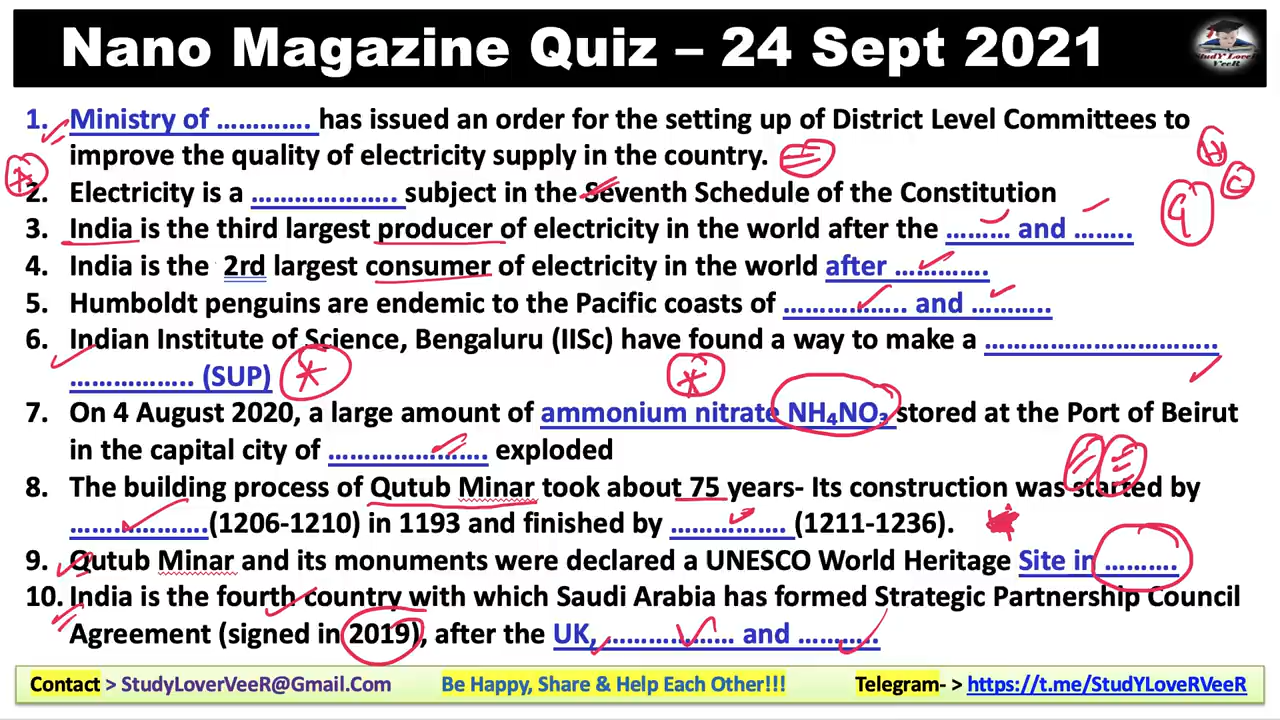 Nano Magazine Quiz – 24 Sept 2021
StudY LoveR
VeeR
1. Ministry of …………. has issued an order for the setting up of District Level Committees to
improve the quality of electricity supply in the country.
2. Electricity is a ……………….. subject in the Seventh Schedule of the Constitution
3. India is the third largest producer of electricity in the world after the ……… and ……..
4. India is the 2rd largest consumer of electricity in the world after ………….
5. Humboldt penguins are endemic to the Pacific coasts of …………….. and ………..
6. Indian Institute of Science, Bengaluru (IISc) have found a way to make a …………………………..
…………….. (SUP)
7. On 4 August 2020, a large amount of ammonium nitrate NH₄NO₃ stored at the Port of Beirut
in the capital city of …………………. exploded
8. The building process of Qutub Minar took about 75 years- Its construction was started by
……………….(1206-1210) in 1193 and finished by ……………. (1211-1236).
9. Qutub Minar and its monuments were declared a UNESCO World Heritage Site in ……….
10. India is the fourth country with which Saudi Arabia has formed Strategic Partnership Council
Agreement (signed in 2019), after the UK, …………….. and ………..
Contact > StudyLoverVeeR@Gmail.Com Be Happy, Share & Help Each Other!!! Telegram- > https://t.me/StudYLoveRVeeR